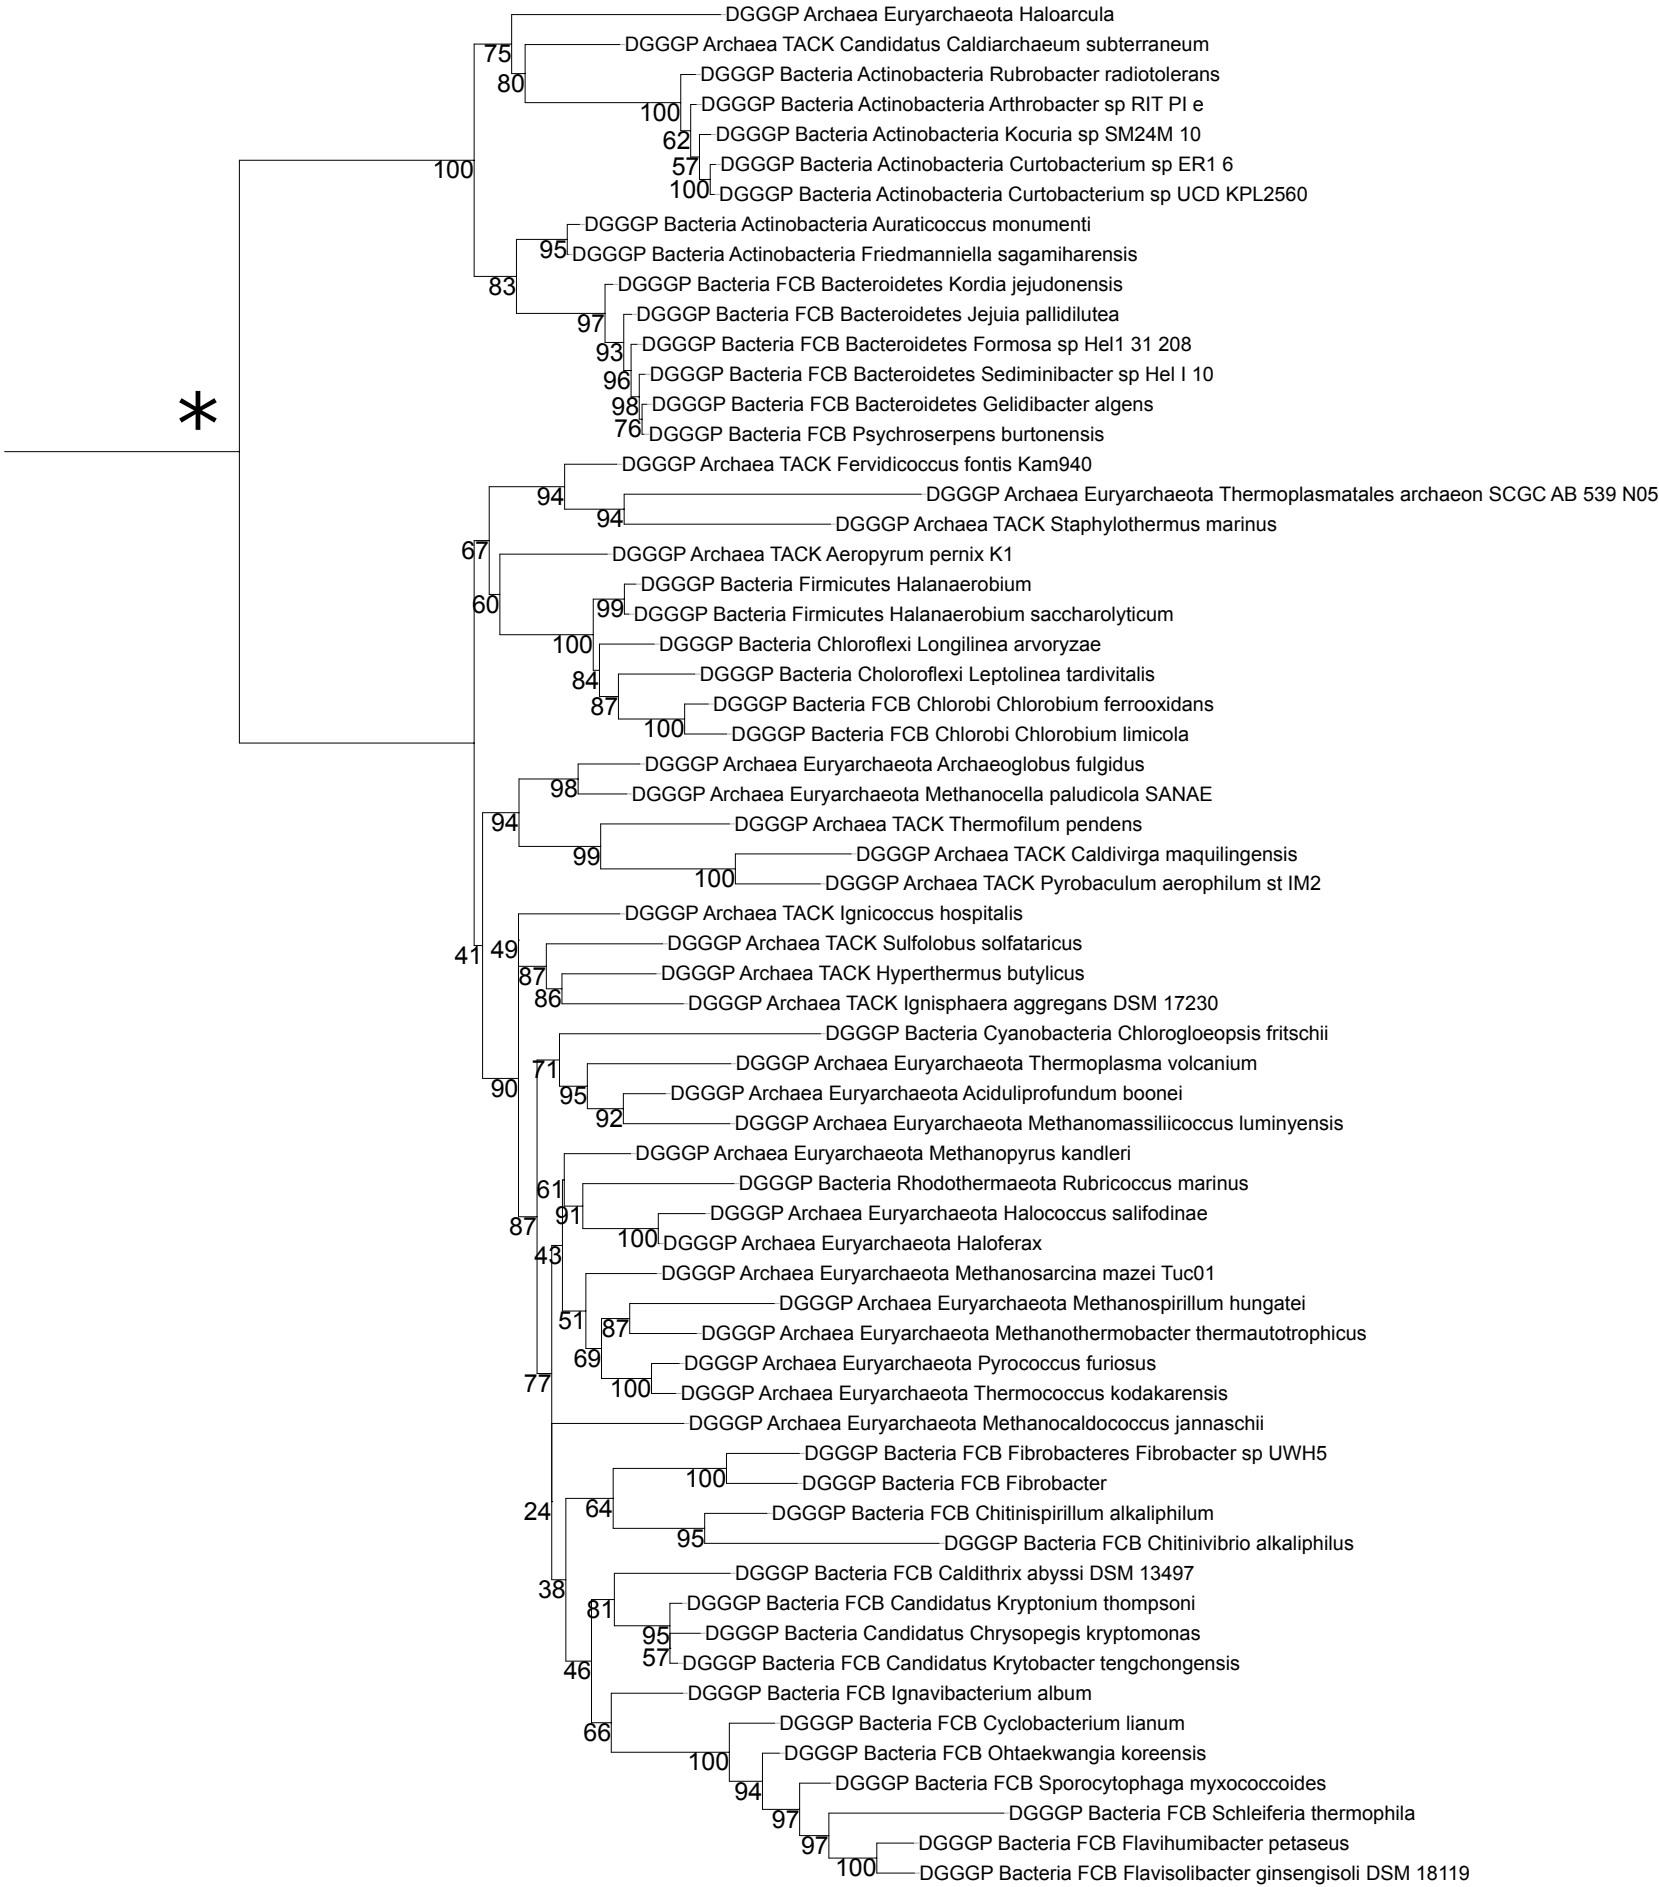 DGGGP Archaea Euryarchaeota Haloarcula
75
DGGGP Archaea TACK Candidatus Caldiarchaeum subterraneum
80
DGGGP Bacteria Actinobacteria Rubrobacter radiotolerans
100
DGGGP Bacteria Actinobacteria Arthrobacter sp RIT PI e
62
DGGGP Bacteria Actinobacteria Kocuria sp SM24M 10
57
DGGGP Bacteria Actinobacteria Curtobacterium sp ER1 6
100
100
DGGGP Bacteria Actinobacteria Curtobacterium sp UCD KPL2560
DGGGP Bacteria Actinobacteria Auraticoccus monumenti
95
DGGGP Bacteria Actinobacteria Friedmanniella sagamiharensis
83
DGGGP Bacteria FCB Bacteroidetes Kordia jejudonensis
97
DGGGP Bacteria FCB Bacteroidetes Jejuia pallidilutea
93
DGGGP Bacteria FCB Bacteroidetes Formosa sp Hel1 31 208
96
DGGGP Bacteria FCB Bacteroidetes Sediminibacter sp Hel I 10
98
DGGGP Bacteria FCB Bacteroidetes Gelidibacter algens
*
76
DGGGP Bacteria FCB Psychroserpens burtonensis
DGGGP Archaea TACK Fervidicoccus fontis Kam940
94
DGGGP Archaea Euryarchaeota Thermoplasmatales archaeon SCGC AB 539 N05
94
DGGGP Archaea TACK Staphylothermus marinus
67
DGGGP Archaea TACK Aeropyrum pernix K1
DGGGP Bacteria Firmicutes Halanaerobium
60
99
DGGGP Bacteria Firmicutes Halanaerobium saccharolyticum
100
DGGGP Bacteria Chloroflexi Longilinea arvoryzae
84
DGGGP Bacteria Choloroflexi Leptolinea tardivitalis
87
DGGGP Bacteria FCB Chlorobi Chlorobium ferrooxidans
100
DGGGP Bacteria FCB Chlorobi Chlorobium limicola
DGGGP Archaea Euryarchaeota Archaeoglobus fulgidus
98
DGGGP Archaea Euryarchaeota Methanocella paludicola SANAE
94
DGGGP Archaea TACK Thermofilum pendens
99
DGGGP Archaea TACK Caldivirga maquilingensis
100
DGGGP Archaea TACK Pyrobaculum aerophilum st IM2
DGGGP Archaea TACK Ignicoccus hospitalis
41
49
DGGGP Archaea TACK Sulfolobus solfataricus
87
DGGGP Archaea TACK Hyperthermus butylicus
86
DGGGP Archaea TACK Ignisphaera aggregans DSM 17230
DGGGP Bacteria Cyanobacteria Chlorogloeopsis fritschii
71
DGGGP Archaea Euryarchaeota Thermoplasma volcanium
90
95
DGGGP Archaea Euryarchaeota Aciduliprofundum boonei
92
DGGGP Archaea Euryarchaeota Methanomassiliicoccus luminyensis
DGGGP Archaea Euryarchaeota Methanopyrus kandleri
61
DGGGP Bacteria Rhodothermaeota Rubricoccus marinus
91
DGGGP Archaea Euryarchaeota Halococcus salifodinae
87
100
DGGGP Archaea Euryarchaeota Haloferax
43
DGGGP Archaea Euryarchaeota Methanosarcina mazei Tuc01
DGGGP Archaea Euryarchaeota Methanospirillum hungatei
51
87
DGGGP Archaea Euryarchaeota Methanothermobacter thermautotrophicus
69
DGGGP Archaea Euryarchaeota Pyrococcus furiosus
77
100
DGGGP Archaea Euryarchaeota Thermococcus kodakarensis
DGGGP Archaea Euryarchaeota Methanocaldococcus jannaschii
DGGGP Bacteria FCB Fibrobacteres Fibrobacter sp UWH5
100
DGGGP Bacteria FCB Fibrobacter
24
64
DGGGP Bacteria FCB Chitinispirillum alkaliphilum
95
DGGGP Bacteria FCB Chitinivibrio alkaliphilus
DGGGP Bacteria FCB Caldithrix abyssi DSM 13497
38
81
DGGGP Bacteria FCB Candidatus Kryptonium thompsoni
95
DGGGP Bacteria Candidatus Chrysopegis kryptomonas
57
DGGGP Bacteria FCB Candidatus Krytobacter tengchongensis
46
DGGGP Bacteria FCB Ignavibacterium album
66
DGGGP Bacteria FCB Cyclobacterium lianum
100
DGGGP Bacteria FCB Ohtaekwangia koreensis
94
DGGGP Bacteria FCB Sporocytophaga myxococcoides
97
DGGGP Bacteria FCB Schleiferia thermophila
97
DGGGP Bacteria FCB Flavihumibacter petaseus
100
DGGGP Bacteria FCB Flavisolibacter ginsengisoli DSM 18119